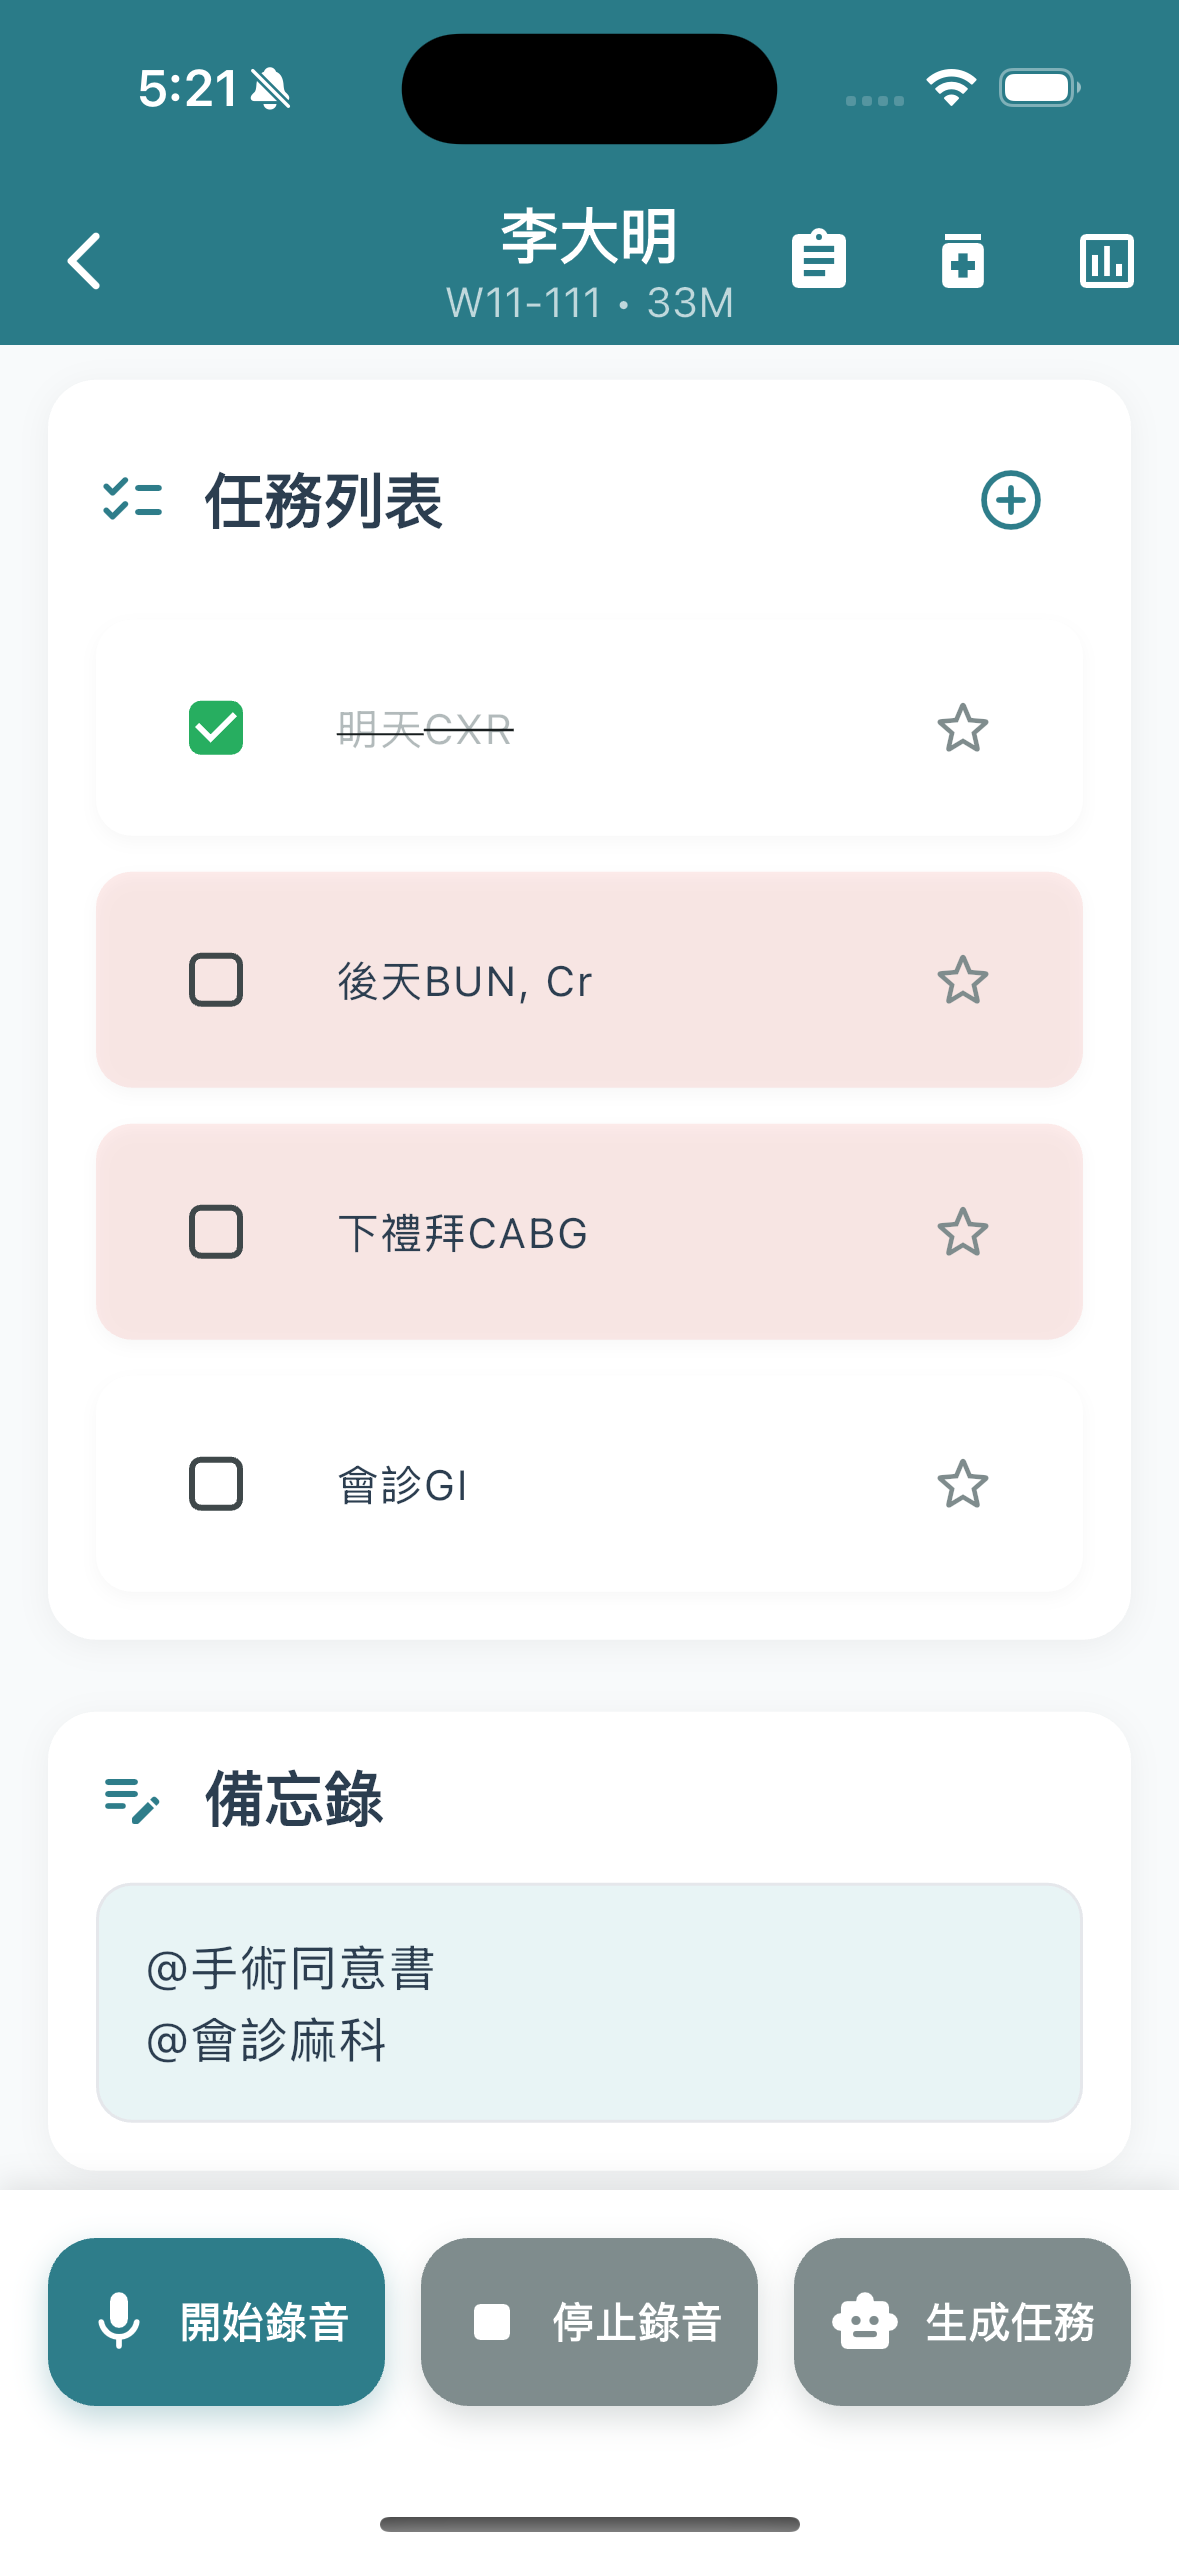 5:21
李大明
W11-111 • 33M
任務列表
明天CXR
後天BUN, Cr
下禮拜CABG
會診GI
備忘錄
@手術同意書
@會診麻科
開始錄音
停止錄音
生成任務